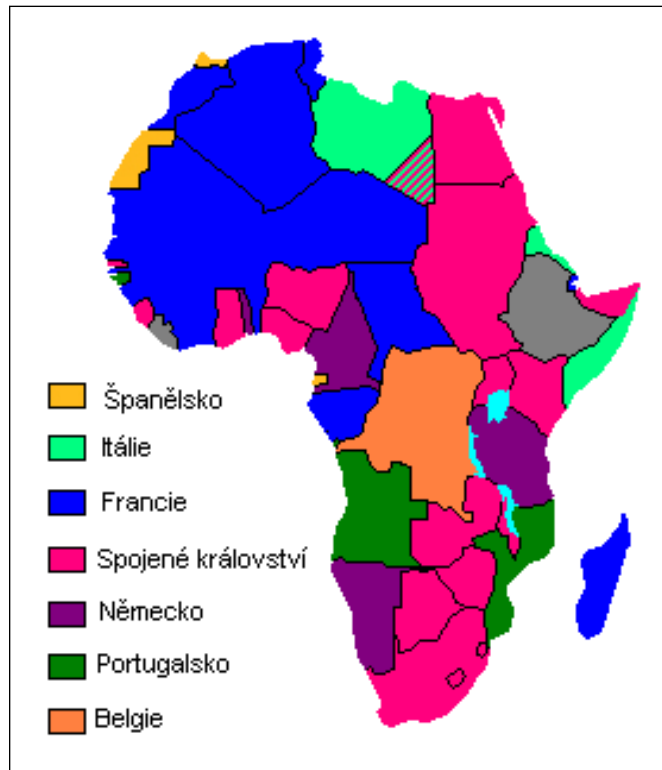 Španělsko
Itálie
Francie
Spojené království
Německo
Portugalsko
Belgie